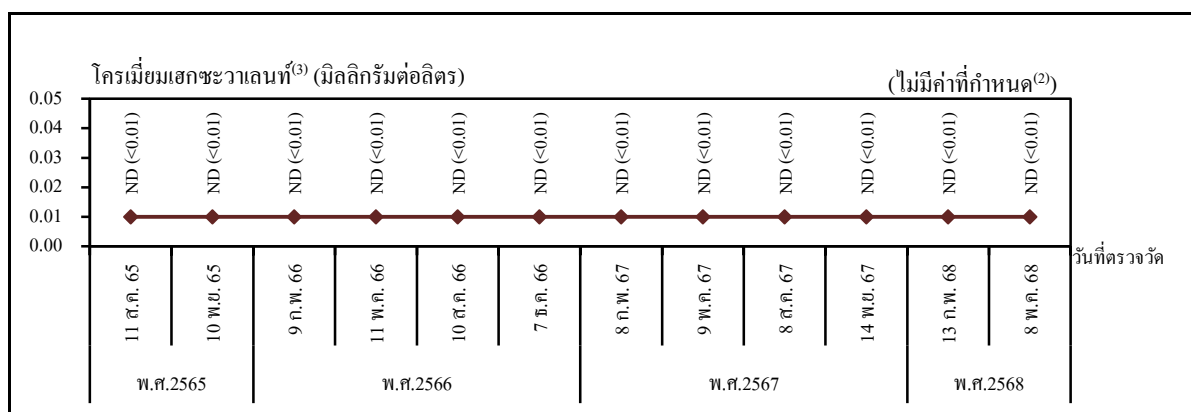 โครเมี่ยมเฮกซะวาเลนท์(3) (มิลลิกรัมต่อลิตร) (ไม่มีค่าที่กำหนด(2))
0.05
0.04
0.03
0.02
0.01
0.00
ND (<0.01) ND (<0.01) ND (<0.01) ND (<0.01) ND (<0.01) ND (<0.01) ND (<0.01) ND (<0.01) ND (<0.01) ND (<0.01) ND (<0.01) ND (<0.01)
วันที่ตรวจวัด
11 ส.ค. 65 10 พ.ย. 65 9 ก.พ. 66 11 พ.ค. 66 10 ส.ค. 66 7 ธ.ค. 66 8 ก.พ. 67 9 พ.ค. 67 8 ส.ค. 67 14 พ.ย. 67 13 ก.พ. 68 8 พ.ค. 68
พ.ศ.2565 พ.ศ.2566 พ.ศ.2567 พ.ศ.2568